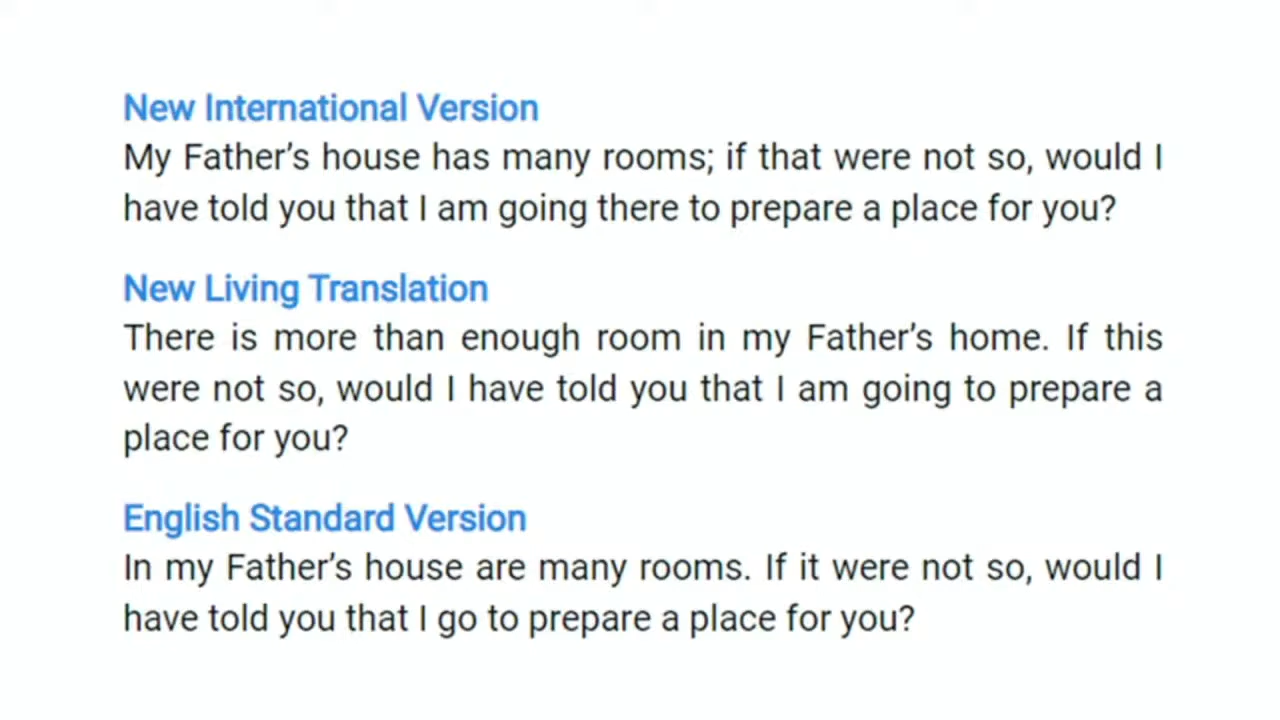 New International Version
My Father’s house has many rooms; if that were not so, would I
have told you that I am going there to prepare a place for you?
New Living Translation
There is more than enough room in my Father’s home. If this
were not so, would I have told you that I am going to prepare a
place for you?
English Standard Version
In my Father’s house are many rooms. If it were not so, would I
have told you that I go to prepare a place for you?